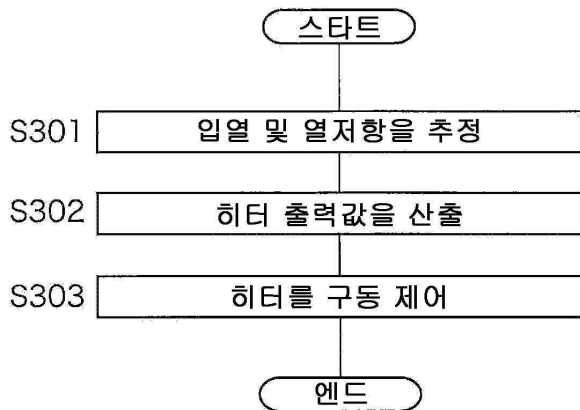 스타트
S301 입열 및 열저항을 추정
S302 히터 출력값을 산출
S303 히터를 구동 제어
엔드